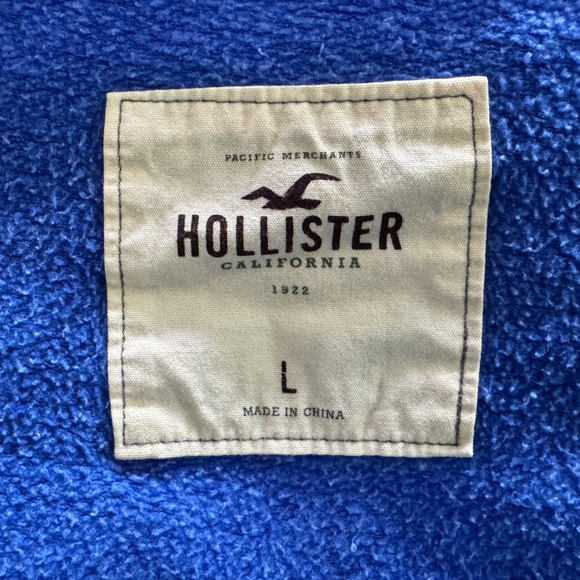 PACIFIC MERCHANTS
HOLLISTER
CALIFORNIA
1922
L
MADE IN CHINA